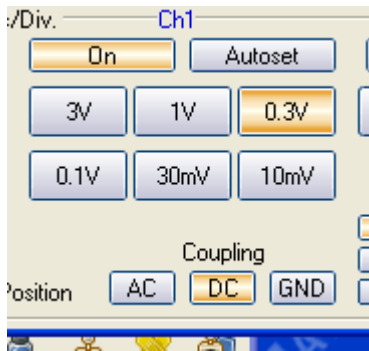 /Div. Ch1
On Autoset
3V 1V 0.3V
0.1V 30mV 10mV
Coupling
Position AC DC GND